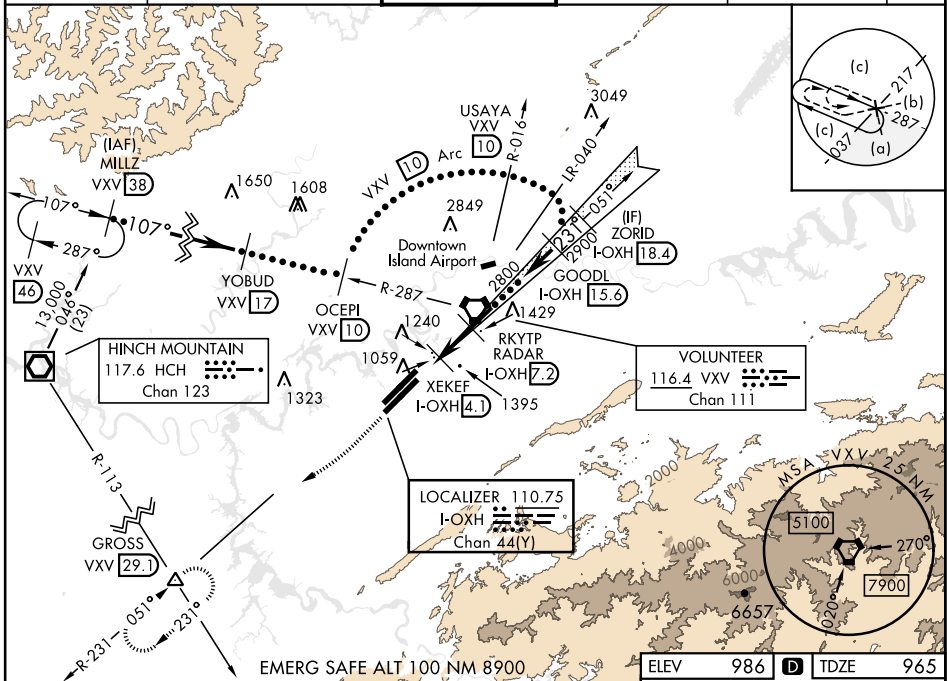 USAYA
VXV
10
R-016
3049
LR-040
(IAF)
MILLZ
VXV 38
VXV 10 Arc
1650
1608
2849
Downtown
Island Airport
107°
107°
287°
VXV
46
13,000
046°
(23)
YOBUD
VXV 17
OCEPI
VXV 10
R-287
2800
051°
231°
2900
(IF)
ZORID
I-OXH 18.4
GOODL
I-OXH 15.6
1429
RKYTP
RADAR
I-OXH 7.2
1240
1059
XEKEF
I-OXH 4.1
1395
1323
HINCH MOUNTAIN
117.6 HCH
Chan 123
VOLUNTEER
116.4 VXV
Chan 111
LOCALIZER 110.75
I-OXH
Chan 44(Y)
R-113
GROSS
VXV 29.1
R-231
051°
231°
2000
4000
6000
6657
(c)
217
(b)
287
(c)
037
(a)
MSA VXV 25 NM
5100
270°
7900
020°
EMERG SAFE ALT 100 NM 8900
ELEV 986 D TDZE 965